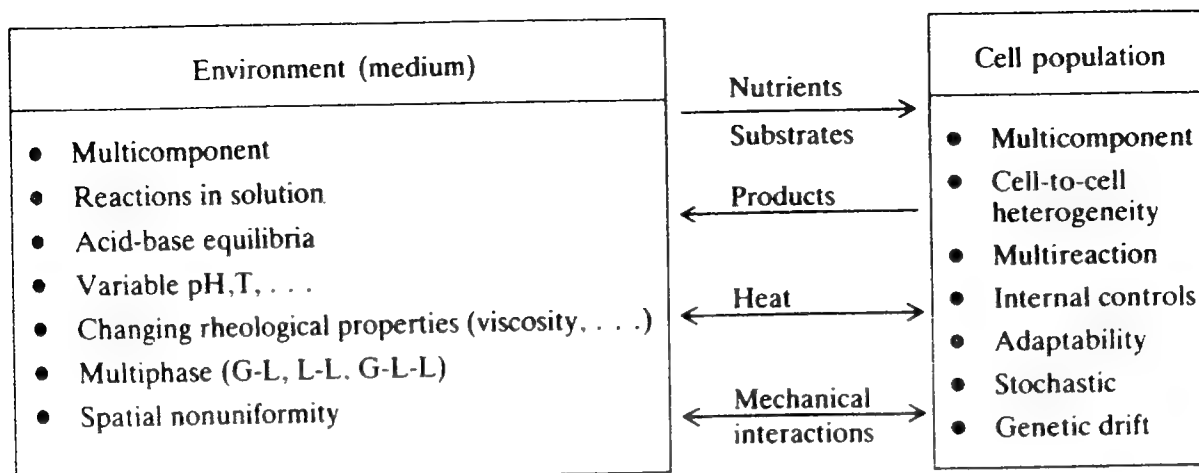 Environment (medium)
● Multicomponent
● Reactions in solution
● Acid-base equilibria
● Variable pH,T, . . .
● Changing rheological properties (viscosity, . . .)
● Multiphase (G-L, L-L, G-L-L)
● Spatial nonuniformity
Nutrients
Substrates
Products
Heat
Mechanical
interactions
Cell population
● Multicomponent
● Cell-to-cell
heterogeneity
● Multireaction
● Internal controls
● Adaptability
● Stochastic
● Genetic drift